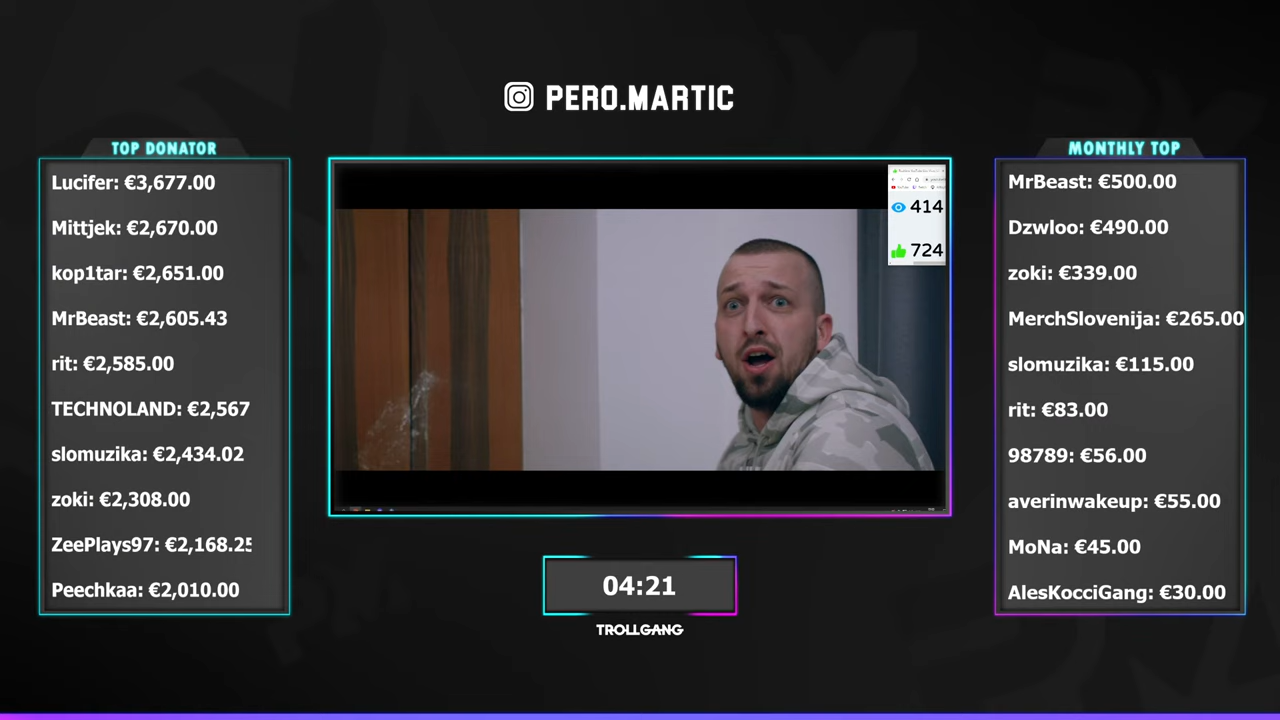 PERO.MARTIC
TOP DONATOR
Lucifer: €3,677.00
Mittjek: €2,670.00
kop1tar: €2,651.00
MrBeast: €2,605.43
rit: €2,585.00
TECHNOLAND: €2,567
slomuzika: €2,434.02
zoki: €2,308.00
ZeePlays97: €2,168.25
Peechkaa: €2,010.00
414
724
04:21
TROLLGANG
MONTHLY TOP
MrBeast: €500.00
Dzwloo: €490.00
zoki: €339.00
MerchSlovenija: €265.00
slomuzika: €115.00
rit: €83.00
98789: €56.00
averinwakeup: €55.00
MoNa: €45.00
AlesKocciGang: €30.00